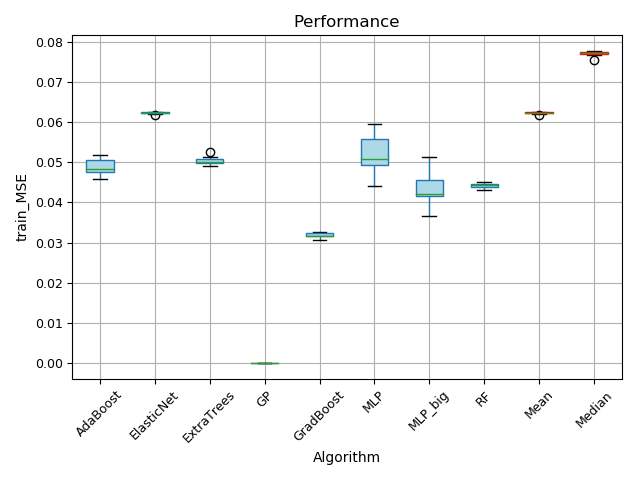 Performance
train_MSE
0.08
0.07
0.06
0.05
0.04
0.03
0.02
0.01
0.00
AdaBoost
ElasticNet
ExtraTrees
GP
GradBoost
MLP
MLP_big
RF
Mean
Median
Algorithm